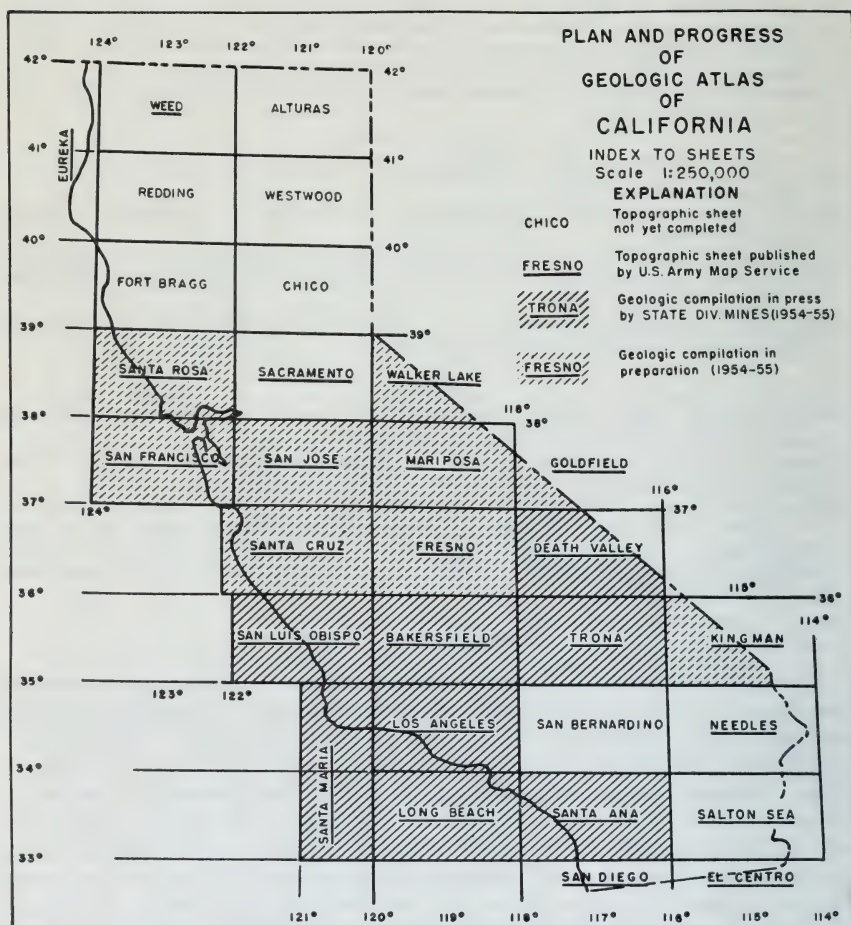 PLAN AND PROGRESS
OF
GEOLOGIC ATLAS
OF
CALIFORNIA
INDEX TO SHEETS
Scale 1:250,000
EXPLANATION
CHICO Topographic sheet
not yet completed
FRESNO Topographic sheet published
by U.S. Army Map Service
TRONA Geologic compilation in press
by STATE DIV. MINES (1954-55)
FRESNO Geologic compilation in
preparation (1954-55)
124° 123° 122° 121° 120°
42° 42°
WEED ALTURAS
EUREKA
41° 41°
REDDING WESTWOOD
40° 40°
FORT BRAGG CHICO
39° 39°
SANTA ROSA SACRAMENTO WALKER LAKE
38° 118° 38°
SAN FRANCISCO SAN JOSE MARIPOSA GOLDFIELD
37° 124° 116° 37°
SANTA CRUZ FRESNO DEATH VALLEY
36° 115° 36°
114°
SAN LUIS OBISPO BAKERSFIELD TRONA KINGMAN
35° 123° 122°
LOS ANGELES SAN BERNARDINO NEEDLES
34°
SANTA MARIA
LONG BEACH SANTA ANA SALTON SEA
33°
SAN DIEGO EL CENTRO
121° 120° 119° 118° 117° 116° 115° 114°